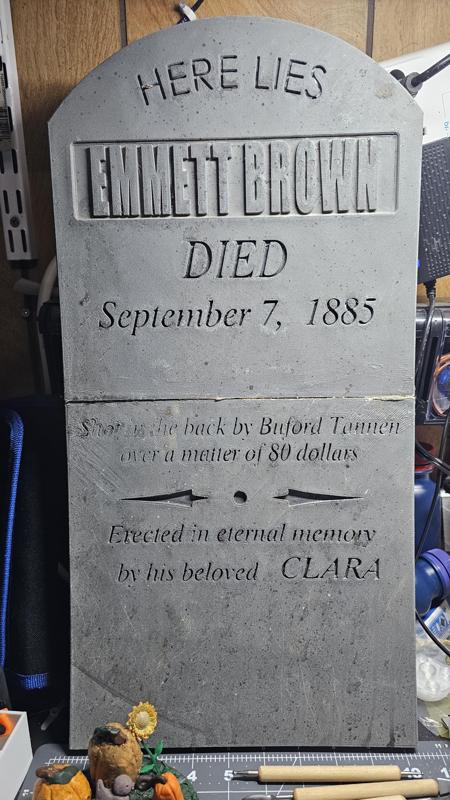 HERE LIES
EMMETT BROWN
DIED
September 7, 1885
Shot in the back by Buford Tannen
over a matter of 80 dollars
Erected in eternal memory
by his beloved CLARA